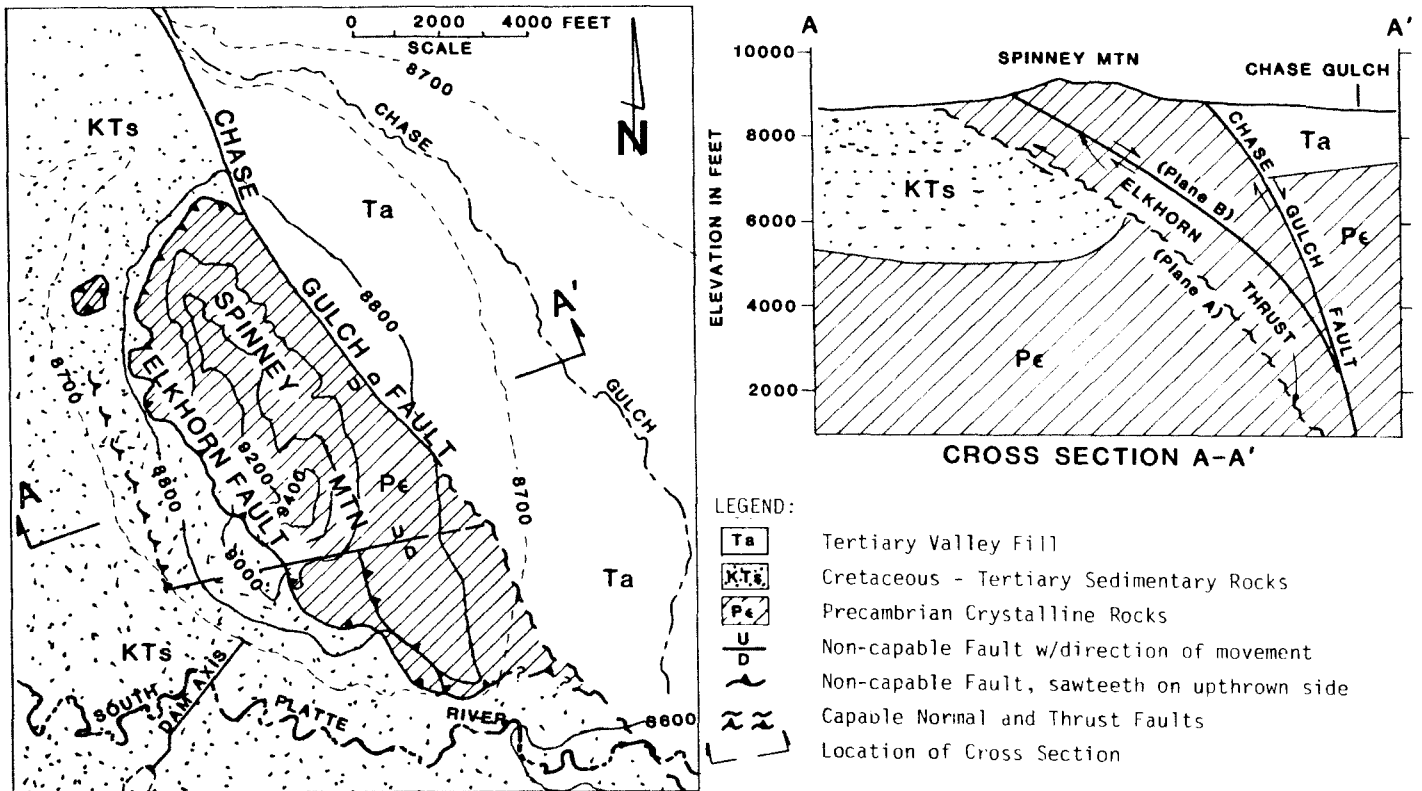 0 2000 4000 FEET
SCALE
8700
N
KTs
CHASE
CHASE
Ta
GULCH
FAULT
U
D
8800
A'
GULCH
SPINNEY
MTN
ELKHORN FAULT
8700
8800
9200
9400
9000
PЄ
U
D
8700
A
Ta
KTs
DAM AXIS
SOUTH
PLATTE
RIVER
? ?
8600
A
A'
10000
8000
6000
4000
2000
ELEVATION IN FEET
SPINNEY MTN
CHASE GULCH
CHASE
GULCH
FAULT
Ta
KTs
(Plane B)
ELKHORN
THRUST
(Plane A)
PЄ
PЄ
CROSS SECTION A-A'
LEGEND:
Ta Tertiary Valley Fill
KTs Cretaceous - Tertiary Sedimentary Rocks
PЄ Precambrian Crystalline Rocks
U
D
Non-capable Fault w/direction of movement
Non-capable Fault, sawteeth on upthrown side
Capable Normal and Thrust Faults
Location of Cross Section